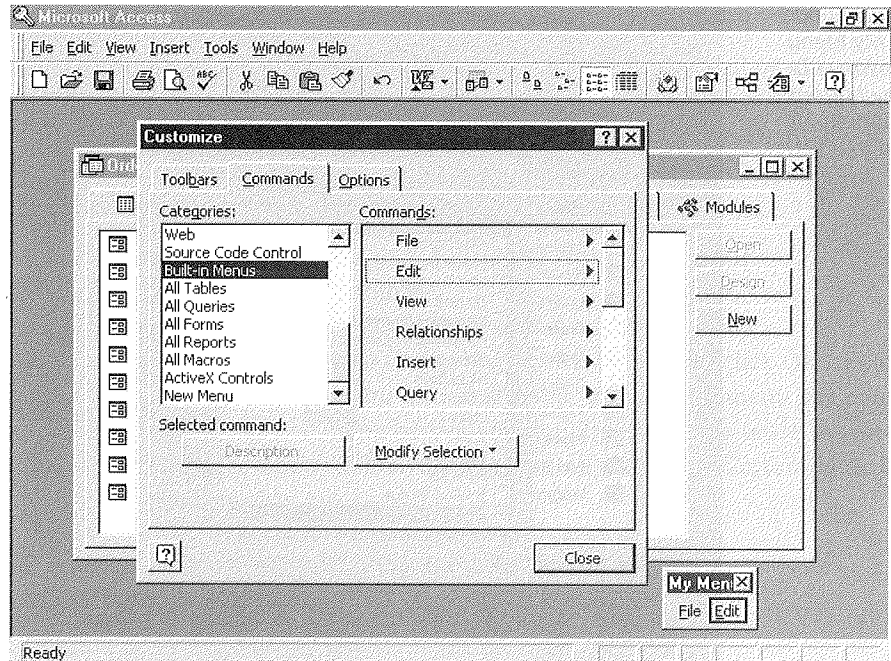 Microsoft Access
File Edit View Insert Tools Window Help
Customize
Ord
Toolbars Commands Options
Modules
Categories:
Web
Source Code Control
Built-in Menus
All Tables
All Queries
All Forms
All Reports
All Macros
ActiveX Controls
New Menu
Commands:
File
Edit
View
Relationships
Insert
Query
Open
Design
New
Selected command:
Description
Modify Selection
Close
My Men
File Edit
Ready